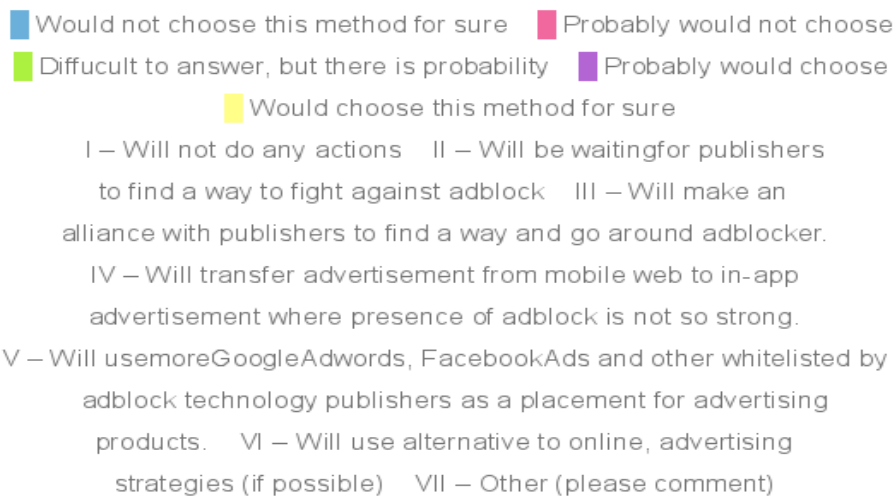 Would not choose this method for sure Probably would not choose
Diffucult to answer, but there is probability Probably would choose
Would choose this method for sure
I – Will not do any actions II – Will be waitingfor publishers
to find a way to fight against adblock III – Will make an
alliance with publishers to find a way and go around adblocker.
IV – Will transfer advertisement from mobile web to in-app
advertisement where presence of adblock is not so strong.
V – Will usemoreGoogleAdwords, FacebookAds and other whitelisted by
adblock technology publishers as a placement for advertising
products. VI – Will use alternative to online, advertising
strategies (if possible) VII – Other (please comment)